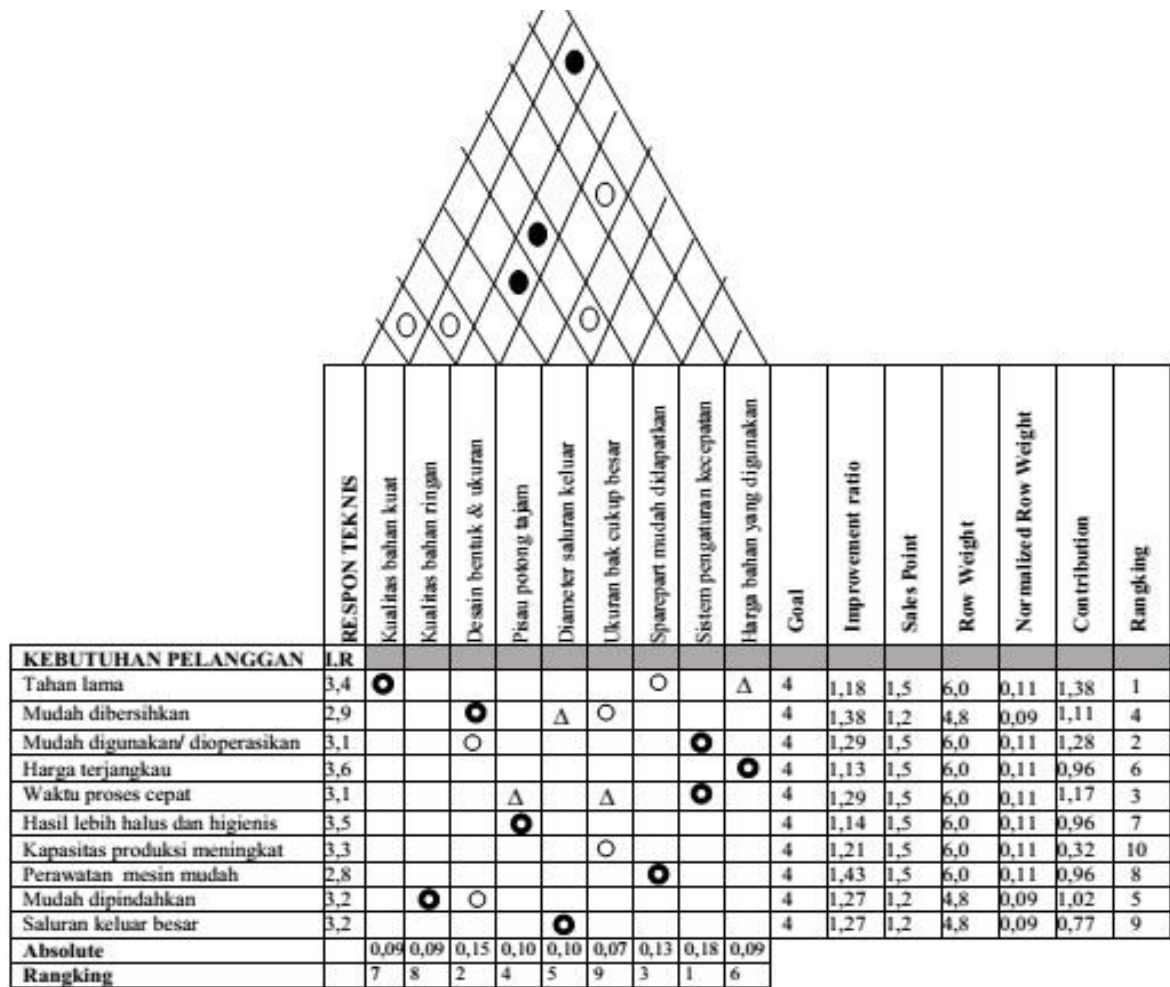 RESPON TEKNIS Kualitas bahan kuat Kualitas bahan ringan Desain bentuk & ukuran Pisau potong tajam Diameter saluran keluar Ukuran bak cukup besar Sparepart mudah didapatkan Sistem pengaturan kecepatan Harga bahan yang digunakan Goal Improvement ratio Sales Point Row Weight Normalized Row Weight Contribution Rangking
KEBUTUHAN PELANGGAN I.R
Tahan lama 3,4 Δ 4 1,18 1,5 6,0 0,11 1,38 1
Mudah dibersihkan 2,9 Δ 4 1,38 1,2 4,8 0,09 1,11 4
Mudah digunakan/ dioperasikan 3,1 4 1,29 1,5 6,0 0,11 1,28 2
Harga terjangkau 3,6 4 1,13 1,5 6,0 0,11 0,96 6
Waktu proses cepat 3,1 Δ Δ 4 1,29 1,5 6,0 0,11 1,17 3
Hasil lebih halus dan higienis 3,5 4 1,14 1,5 6,0 0,11 0,96 7
Kapasitas produksi meningkat 3,3 4 1,21 1,5 6,0 0,11 0,32 10
Perawatan mesin mudah 2,8 4 1,43 1,5 6,0 0,11 0,96 8
Mudah dipindahkan 3,2 4 1,27 1,2 4,8 0,09 1,02 5
Saluran keluar besar 3,2 4 1,27 1,2 4,8 0,09 0,77 9
Absolute 0,09 0,09 0,15 0,10 0,10 0,07 0,13 0,18 0,09
Rangking 7 8 2 4 5 9 3 1 6